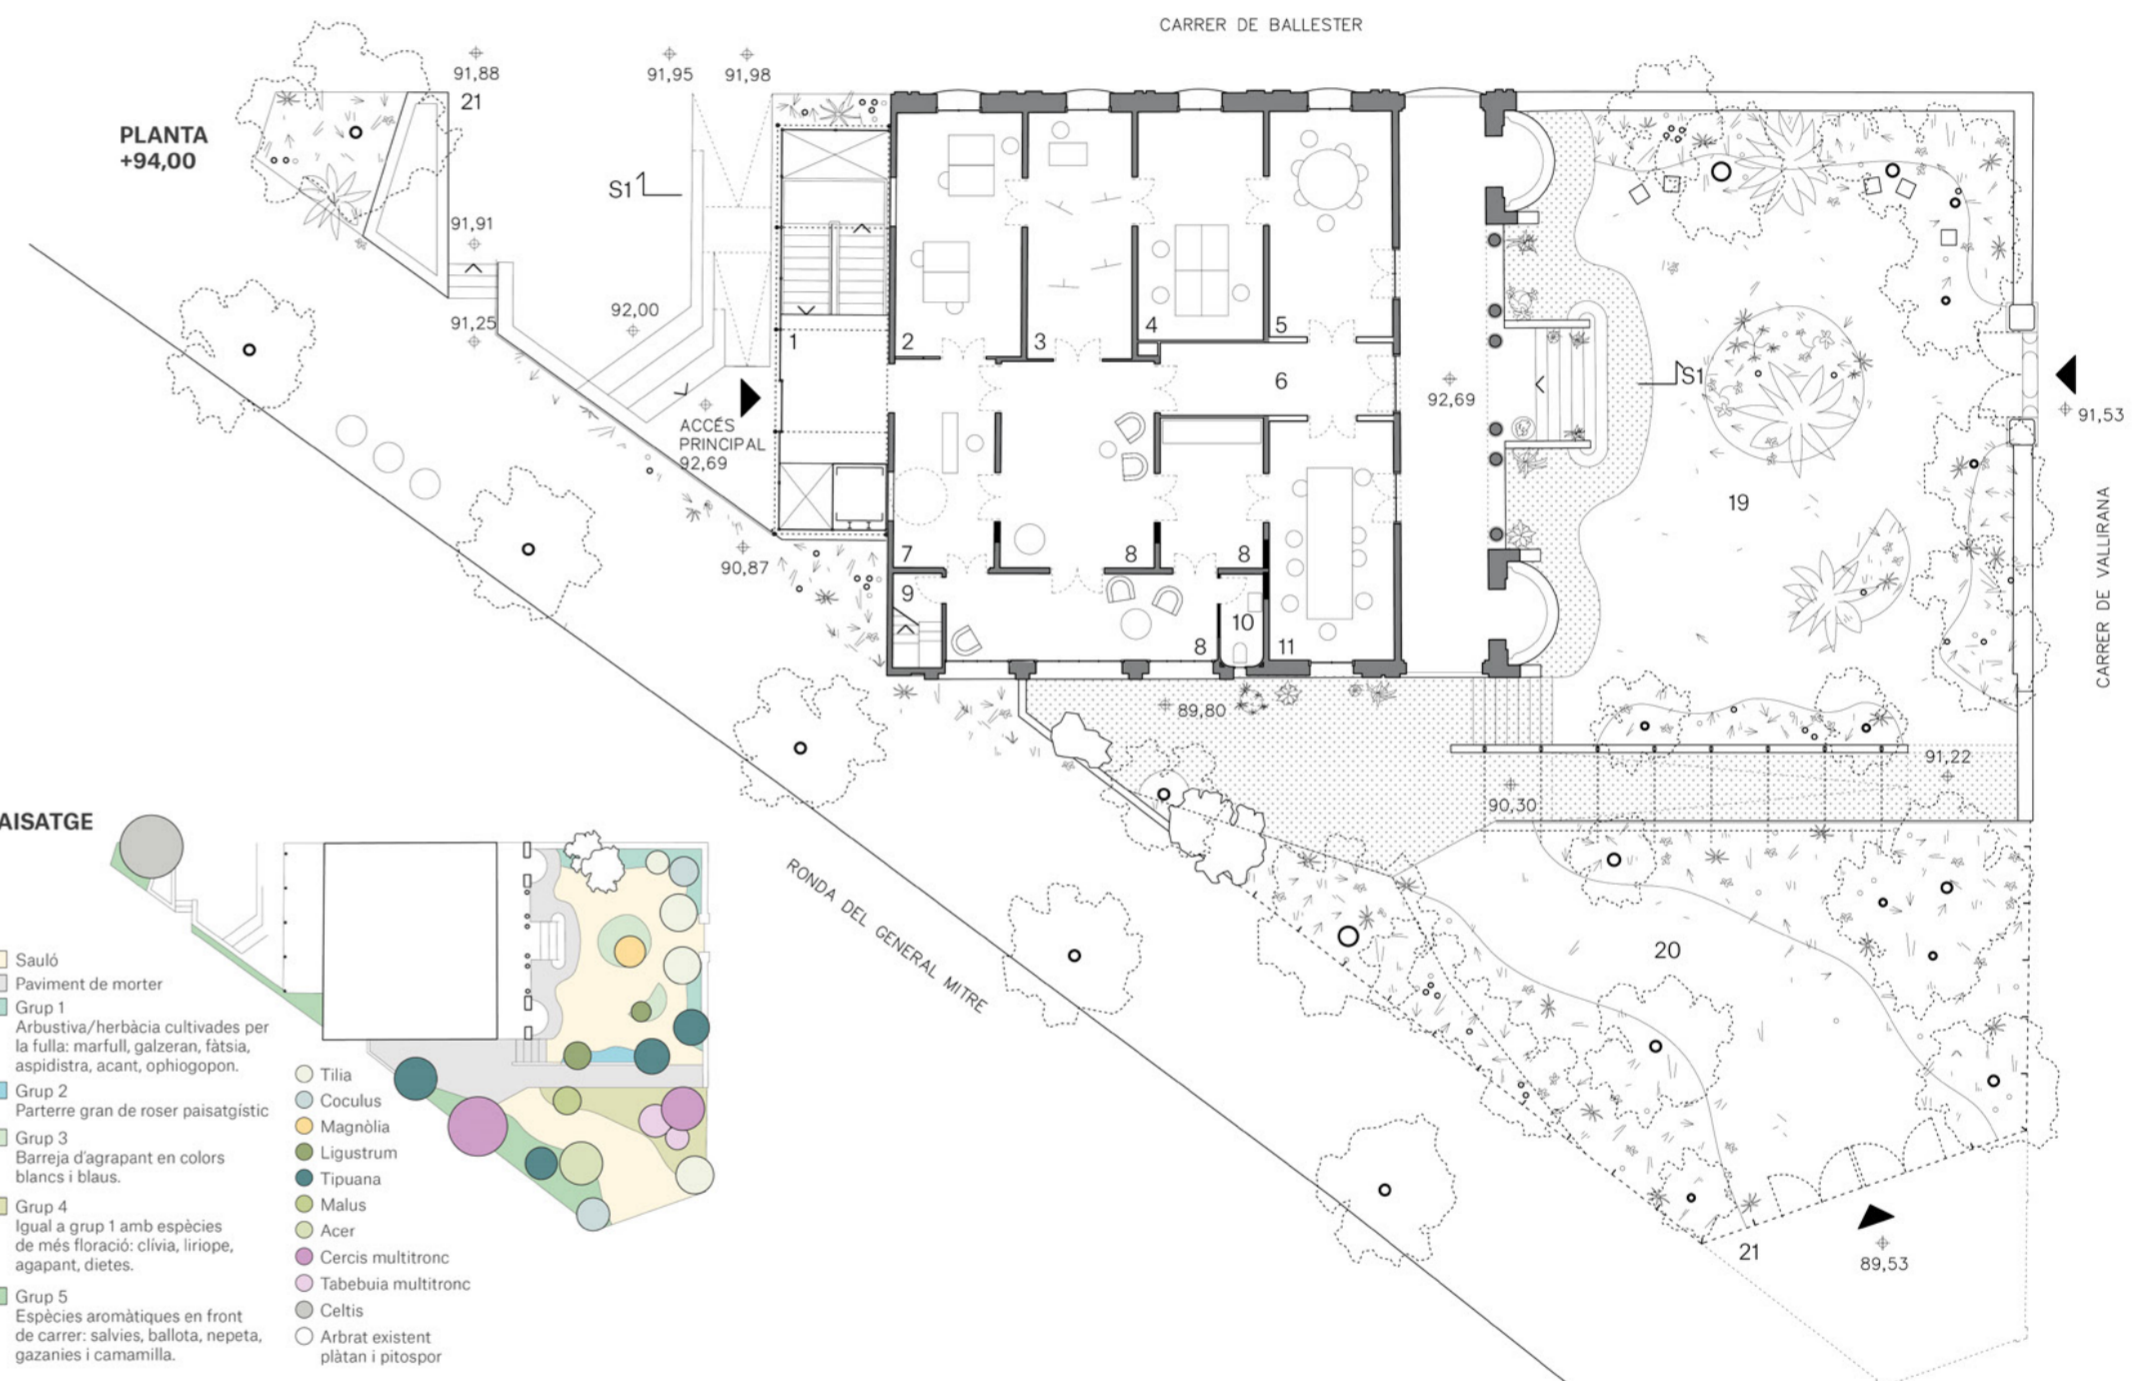 CARRER DE BALLESTER
PLANTA
+94,00
91,88
21
91,95
91,98
91,91
91,25
S1
92,00
ACCÉS
PRINCIPAL
92,69
90,87
1
2
3
4
5
6
7
8
8
8
9
10
11
92,69
S1
19
91,53
CARRER DE VALLIRANA
89,80
91,22
90,30
20
RONDA DEL GENERAL MITRE
21
89,53
AISATGE
Sauló
Paviment de morter
Grup 1
Arbustiva/herbàcia cultivades per
la fulla: marfull, galzeran, fàtsia,
aspidistra, acant, ophiogopon.
Grup 2
Parterre gran de roser paisatgístic
Grup 3
Barreja d'agrapant en colors
blancs i blaus.
Grup 4
Igual a grup 1 amb espècies
de més floració: clívia, liriope,
agapant, dietes.
Grup 5
Espècies aromàtiques en front
de carrer: salvies, ballota, nepeta,
gazanies i camamilla.
Tilia
Coculus
Magnòlia
Ligustrum
Tipuana
Malus
Acer
Cercis multitronc
Tabebuia multitronc
Celtis
Arbrat existent
plàtan i pitospor